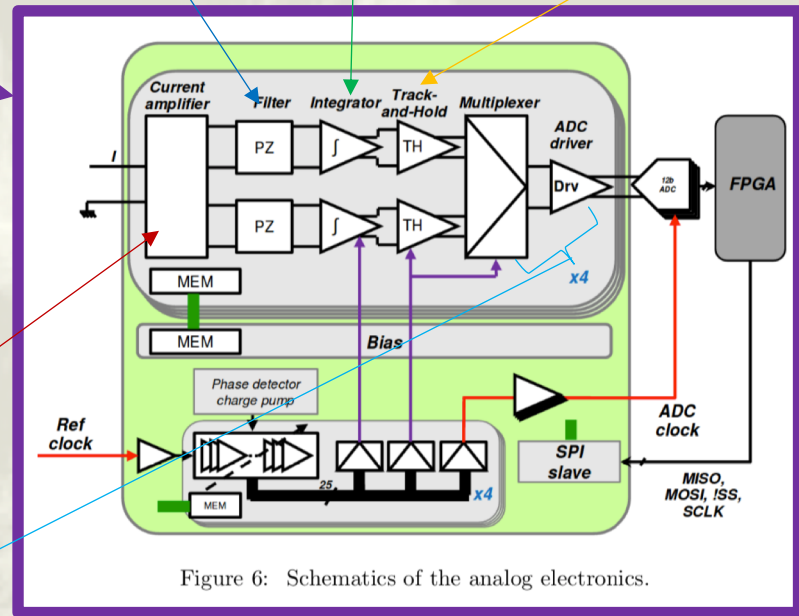 Current
amplifier
Filter
Integrator
Track-
and-Hold
Multiplexer
ADC
driver
I
PZ
∫
TH
Drv
12b
ADC
FPGA
PZ
∫
TH
x4
MEM
MEM
Bias
Phase detector
charge pump
Ref
clock
ADC
clock
SPI
slave
25
x4
MEM
MISO,
MOSI, !SS,
SCLK
Figure 6: Schematics of the analog electronics.